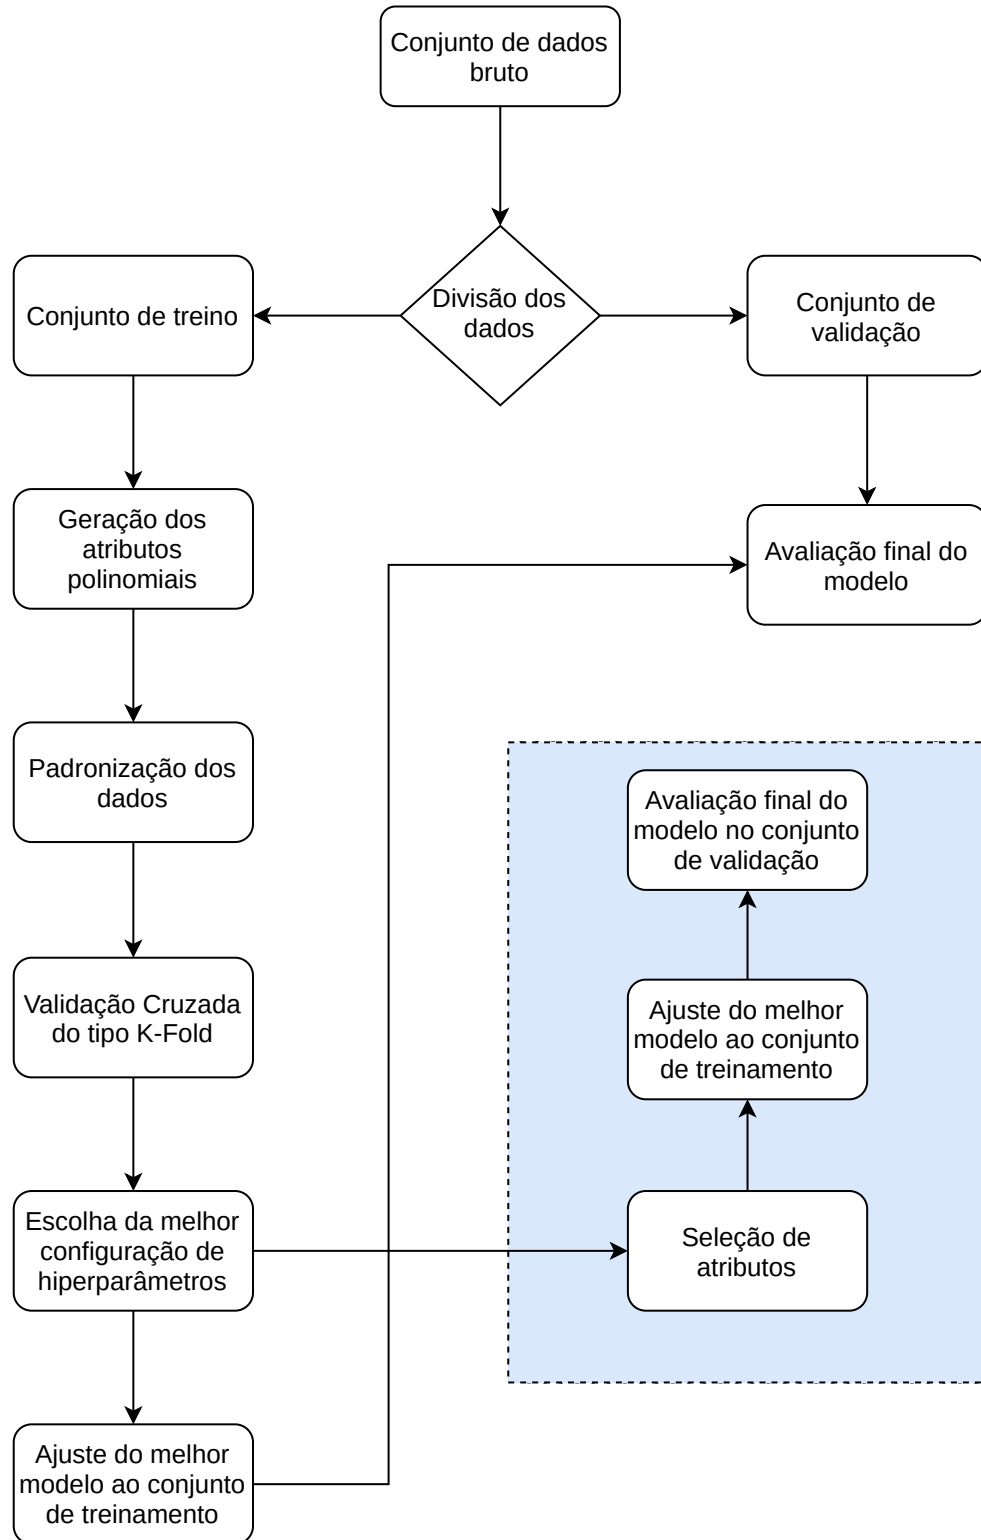 Conjunto de dados
bruto
Divisão dos
dados
Conjunto de treino
Conjunto de
validação
Geração dos
atributos
polinomiais
Avaliação final do
modelo
Padronização dos
dados
Avaliação final do
modelo no conjunto
de validação
Validação Cruzada
do tipo K-Fold
Ajuste do melhor
modelo ao conjunto
de treinamento
Escolha da melhor
configuração de
hiperparâmetros
Seleção de
atributos
Ajuste do melhor
modelo ao conjunto
de treinamento